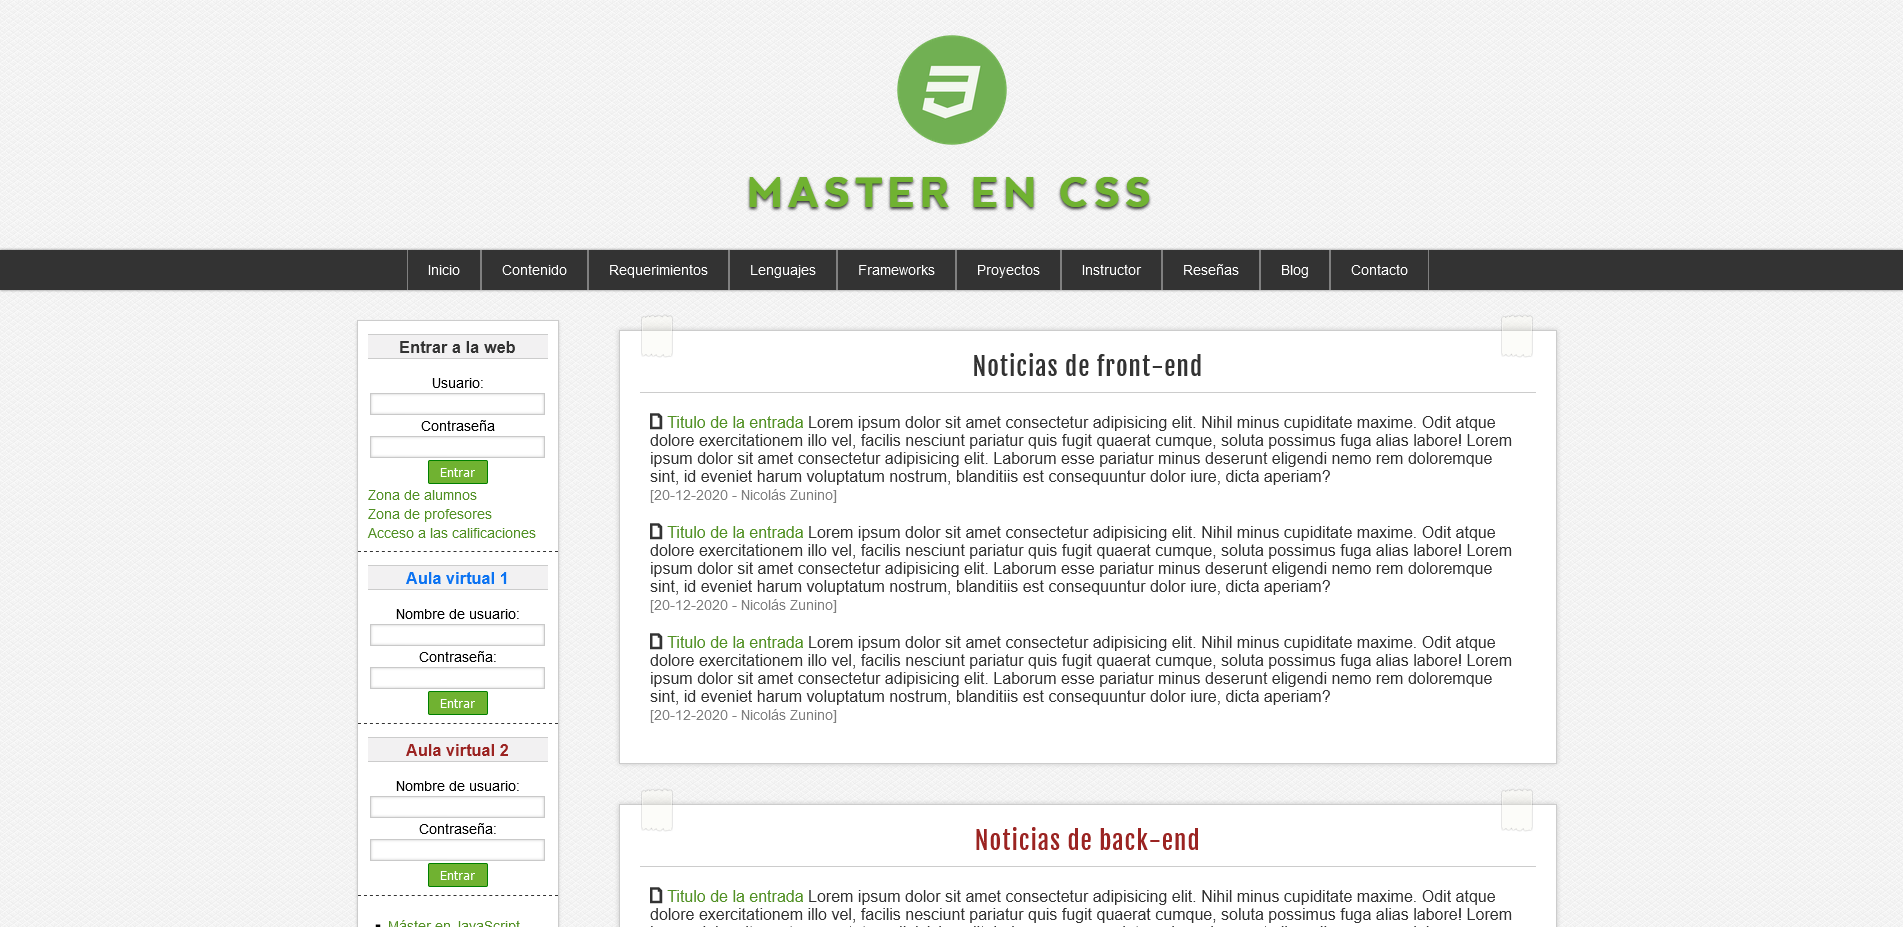 MASTER EN CSS
Inicio
Contenido
Requerimientos
Lenguajes
Frameworks
Proyectos
Instructor
Reseñas
Blog
Contacto
Entrar a la web
Usuario:
Contraseña
Entrar
Zona de alumnos
Zona de profesores
Acceso a las calificaciones
Aula virtual 1
Nombre de usuario:
Contraseña:
Entrar
Aula virtual 2
Nombre de usuario:
Contraseña:
Entrar
Máster en JavaScript
Noticias de front-end
Titulo de la entrada Lorem ipsum dolor sit amet consectetur adipisicing elit. Nihil minus cupiditate maxime. Odit atque
dolore exercitationem illo vel, facilis nesciunt pariatur quis fugit quaerat cumque, soluta possimus fuga alias labore! Lorem
ipsum dolor sit amet consectetur adipisicing elit. Laborum esse pariatur minus deserunt eligendi nemo rem doloremque
sint, id eveniet harum voluptatum nostrum, blanditiis est consequuntur dolor iure, dicta aperiam?
[20-12-2020 - Nicolás Zunino]
Titulo de la entrada Lorem ipsum dolor sit amet consectetur adipisicing elit. Nihil minus cupiditate maxime. Odit atque
dolore exercitationem illo vel, facilis nesciunt pariatur quis fugit quaerat cumque, soluta possimus fuga alias labore! Lorem
ipsum dolor sit amet consectetur adipisicing elit. Laborum esse pariatur minus deserunt eligendi nemo rem doloremque
sint, id eveniet harum voluptatum nostrum, blanditiis est consequuntur dolor iure, dicta aperiam?
[20-12-2020 - Nicolás Zunino]
Titulo de la entrada Lorem ipsum dolor sit amet consectetur adipisicing elit. Nihil minus cupiditate maxime. Odit atque
dolore exercitationem illo vel, facilis nesciunt pariatur quis fugit quaerat cumque, soluta possimus fuga alias labore! Lorem
ipsum dolor sit amet consectetur adipisicing elit. Laborum esse pariatur minus deserunt eligendi nemo rem doloremque
sint, id eveniet harum voluptatum nostrum, blanditiis est consequuntur dolor iure, dicta aperiam?
[20-12-2020 - Nicolás Zunino]
Noticias de back-end
Titulo de la entrada Lorem ipsum dolor sit amet consectetur adipisicing elit. Nihil minus cupiditate maxime. Odit atque
dolore exercitationem illo vel, facilis nesciunt pariatur quis fugit quaerat cumque, soluta possimus fuga alias labore! Lorem